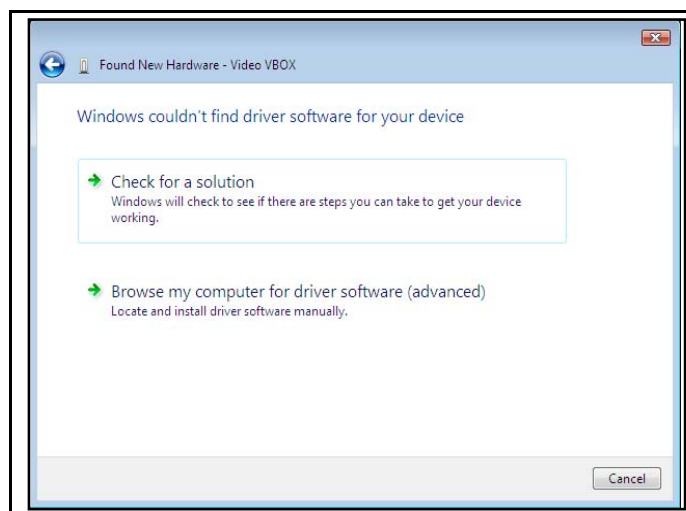 Found New Hardware - Video VBOX
Windows couldn't find driver software for your device
Check for a solution
Windows will check to see if there are steps you can take to get your device
working.
Browse my computer for driver software (advanced)
Locate and install driver software manually.
Cancel